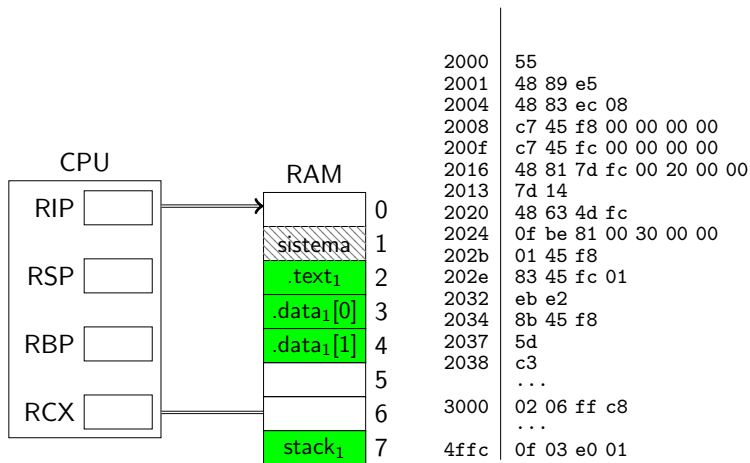 CPU
RIP
RSP
RBP
RCX
RAM
0
sistema 1
.text₁ 2
.data₁[0] 3
.data₁[1] 4
5
6
stack₁ 7
2000 55
2001 48 89 e5
2004 48 83 ec 08
2008 c7 45 f8 00 00 00 00
200f c7 45 fc 00 00 00 00
2016 48 81 7d fc 00 20 00 00
2013 7d 14
2020 48 63 4d fc
2024 0f be 81 00 30 00 00
202b 01 45 f8
202e 83 45 fc 01
2032 eb e2
2034 8b 45 f8
2037 5d
2038 c3
...
3000 02 06 ff c8
...
4ffc 0f 03 e0 01